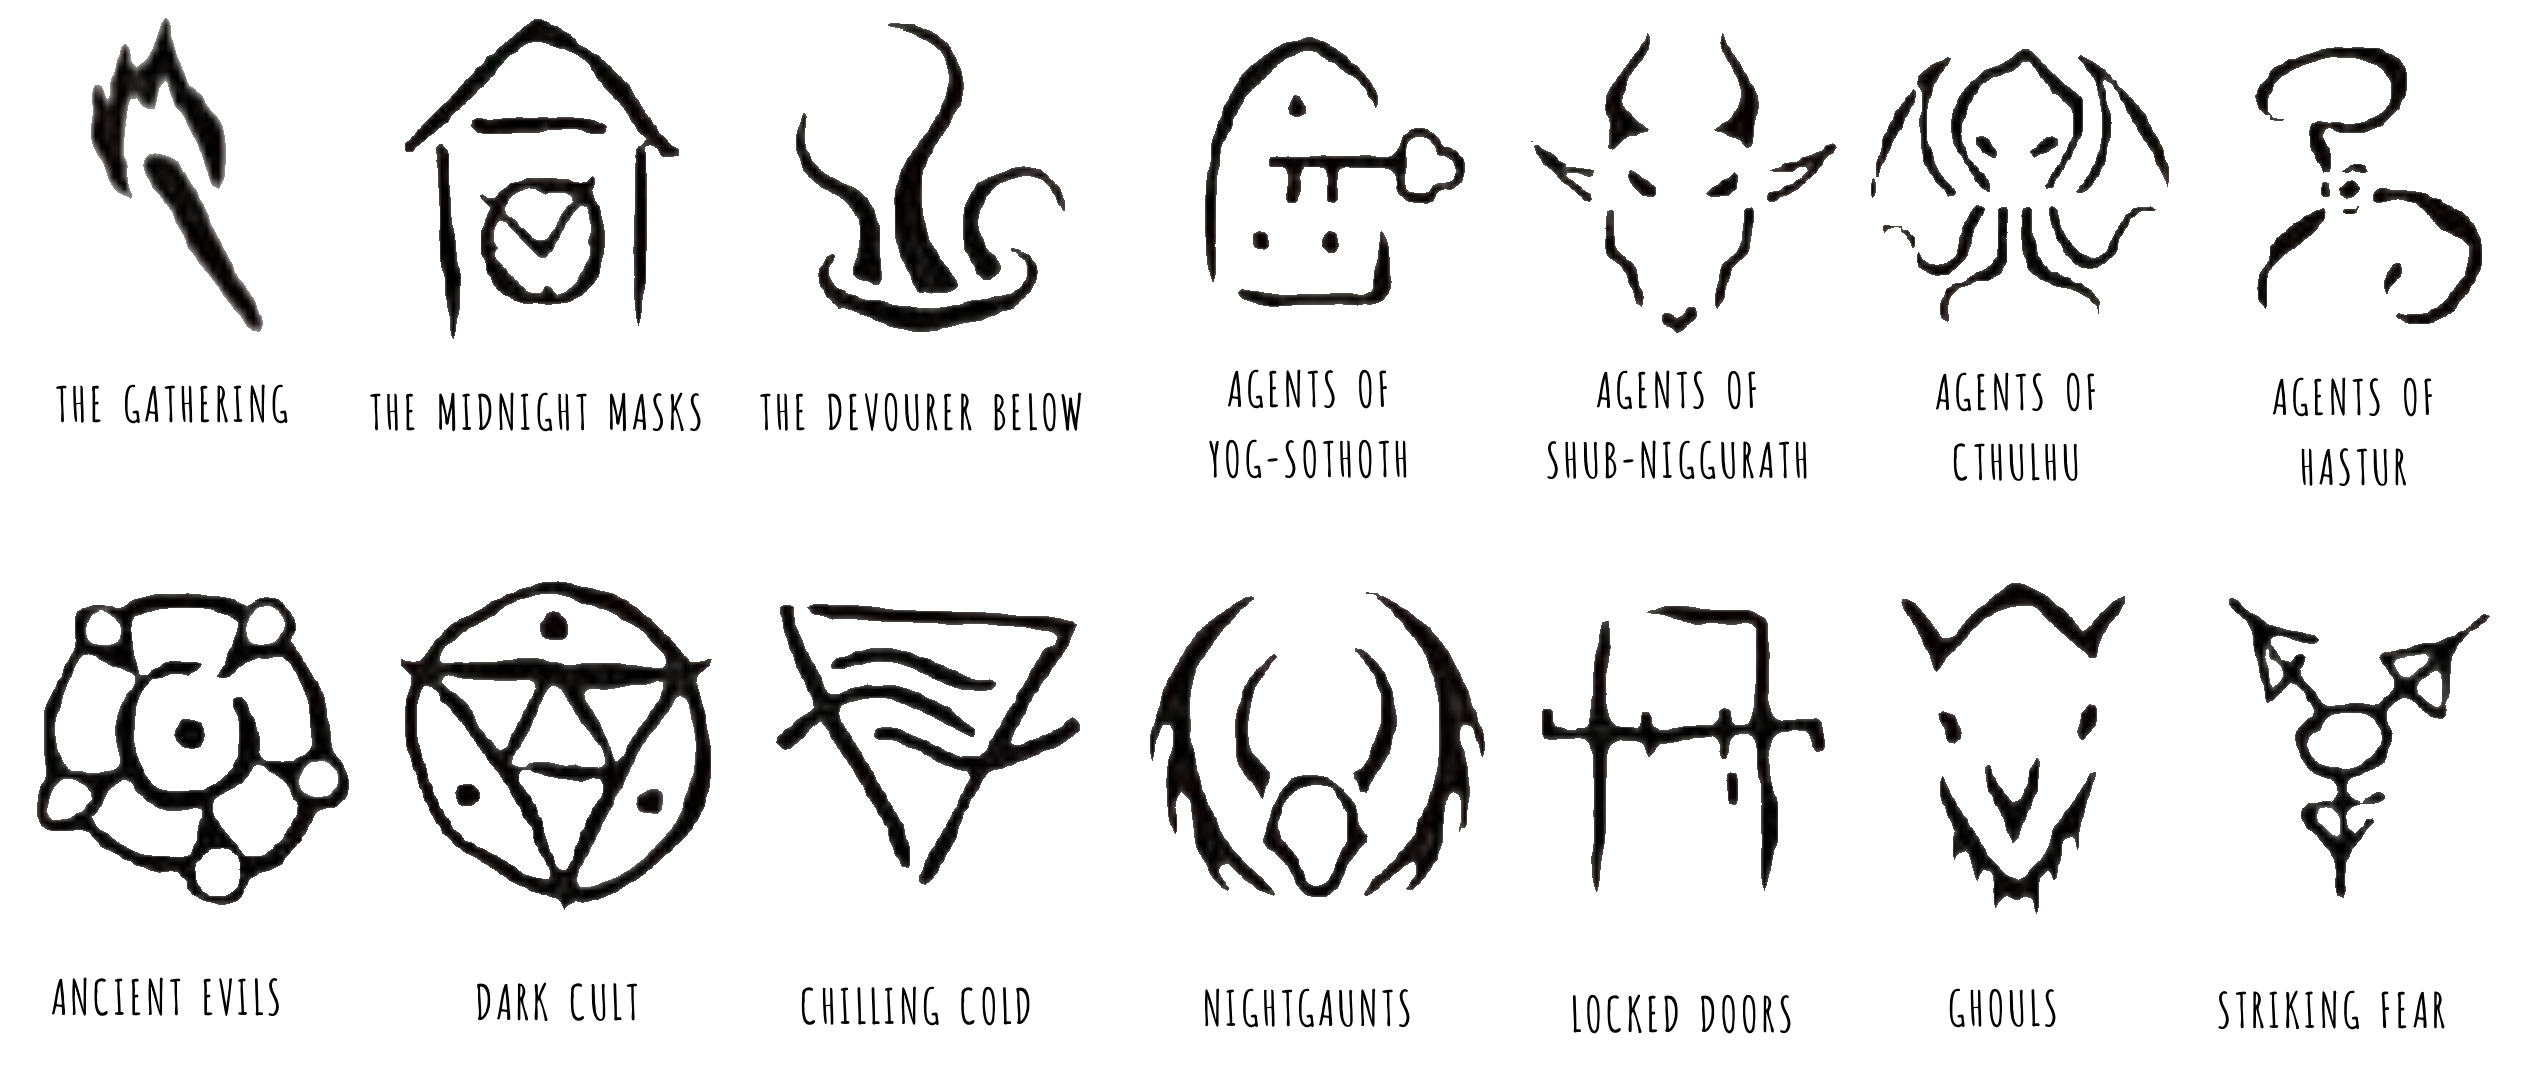 THE GATHERING
THE MIDNIGHT MASKS
THE DEVOURER BELOW
AGENTS OF
YOG-SOTHOTH
AGENTS OF
SHUB-NIGGURATH
AGENTS OF
CTHULHU
AGENTS OF
HASTUR
ANCIENT EVILS
DARK CULT
CHILLING COLD
NIGHTGAUNTS
LOCKED DOORS
GHOULS
STRIKING FEAR